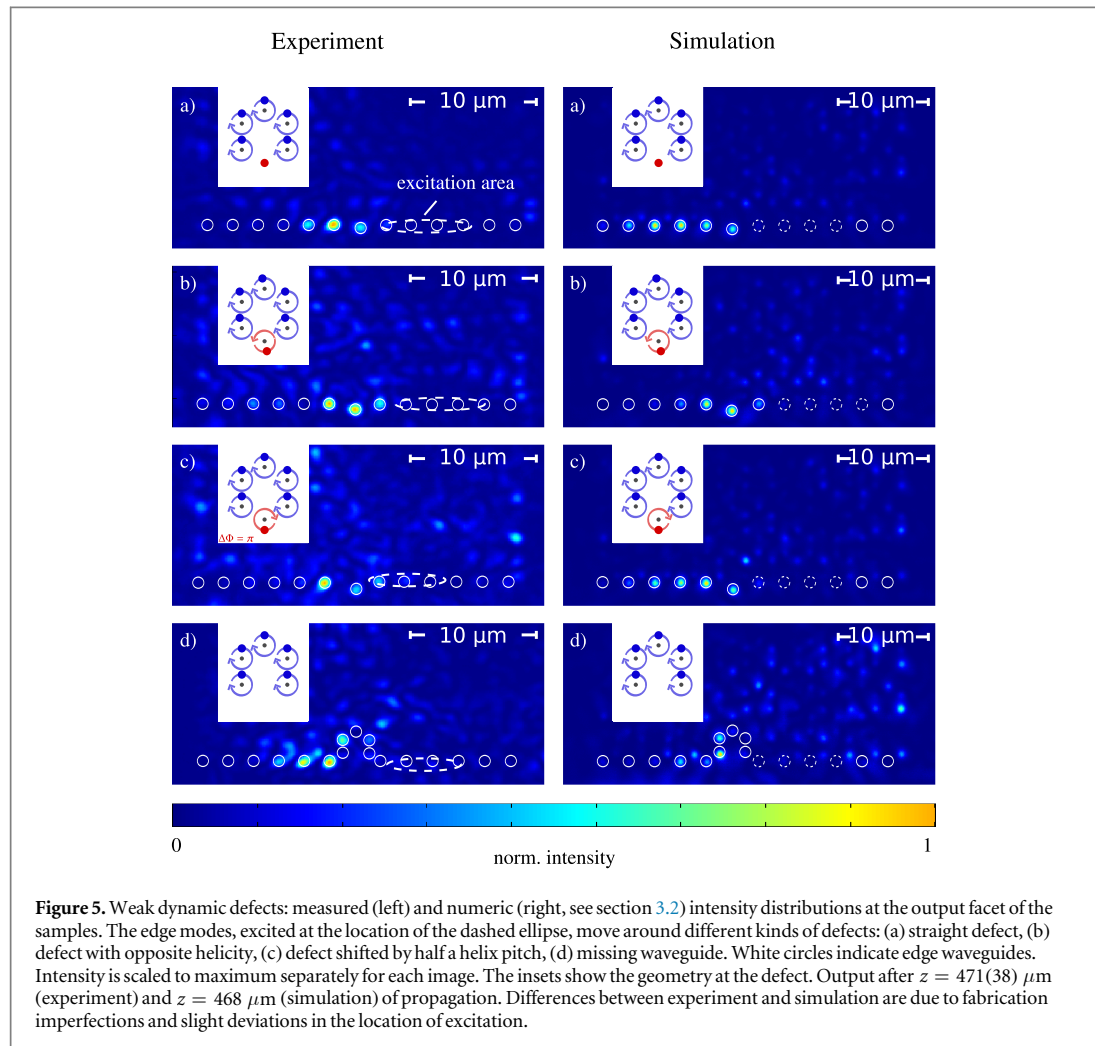 Experiment
Simulation
a)
10 μm
excitation area
a)
10 μm
b)
10 μm
b)
10 μm
c)
10 μm
ΔΦ = π
c)
10 μm
d)
10 μm
d)
10 μm
0
norm. intensity
1
Figure 5. Weak dynamic defects: measured (left) and numeric (right, see section 3.2) intensity distributions at the output facet of the
samples. The edge modes, excited at the location of the dashed ellipse, move around different kinds of defects: (a) straight defect, (b)
defect with opposite helicity, (c) defect shifted by half a helix pitch, (d) missing waveguide. White circles indicate edge waveguides.
Intensity is scaled to maximum separately for each image. The insets show the geometry at the defect. Output after z = 471(38) μm
(experiment) and z = 468 μm (simulation) of propagation. Differences between experiment and simulation are due to fabrication
imperfections and slight deviations in the location of excitation.